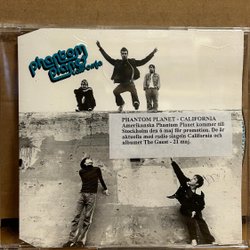 phantom
planet
california
PHANTOM PLANET - CALIFORNIA
Amerikanska Phantom Planet kommer till
Stockholm den 6 maj för promotion. De är
aktuella med radio singeln California och
albumet The Guest - 21 maj.